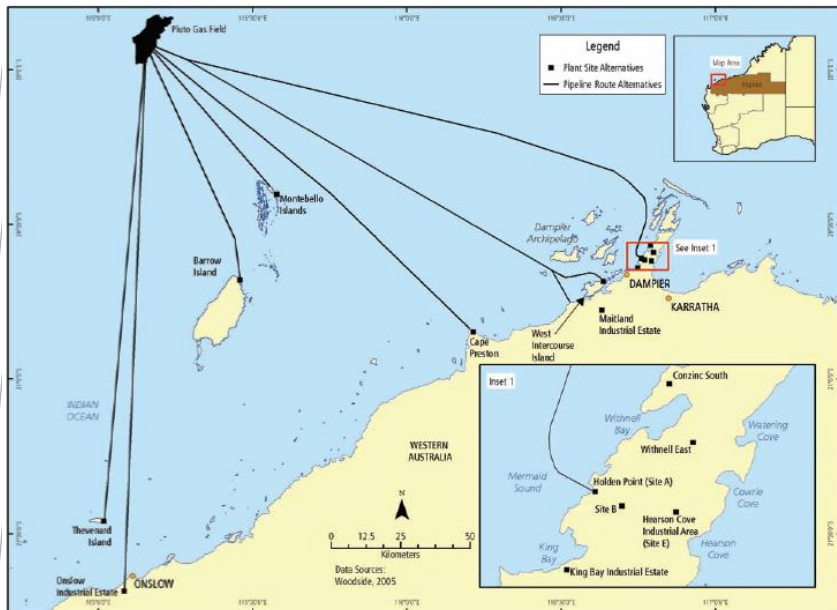 Pluto Gas Field
Legend
Plant Site Alternatives
Pipeline Route Alternatives
Map Area
Montebello
Islands
Dampier
Archipelago
See Inset 1
Barrow
Island
DAMPIER
KARRATHA
Maitland
Industrial Estate
West
Intercourse
Island
Cape
Preston
INDIAN
OCEAN
WESTERN
AUSTRALIA
N
0 12.5 25 50
Kilometers
Data Sources:
Woodside, 2005
Thevenard
Island
Onslow
Industrial Estate
ONSLOW
Inset 1
Conzinc South
Withnell
Bay
Watering
Cove
Withnell East
Mermaid
Sound
Holden Point (Site A)
Cowrie
Cove
Site B
Hearson Cove
Industrial Area
(Site E)
Hearson
Cove
King
Bay
King Bay Industrial Estate